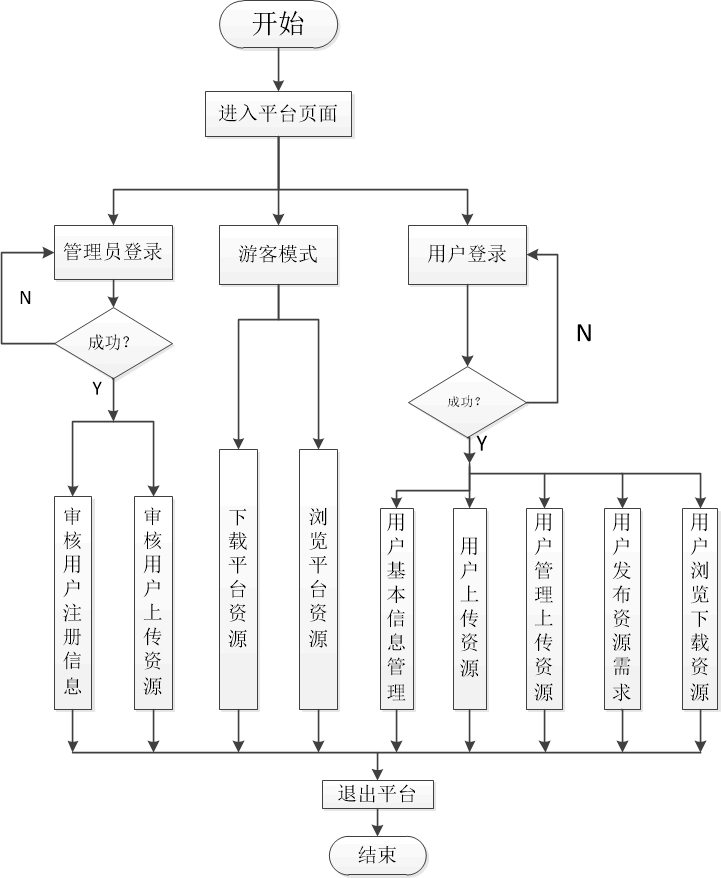 开始
进入平台页面
管理员登录
游客模式
用户登录
N
成功？
Y
N
成功？
Y
审核用户注册信息
审核用户上传资源
下载平台资源
浏览平台资源
用户基本信息管理
用户上传资源
用户管理上传资源
用户发布资源需求
用户浏览下载资源
退出平台
结束